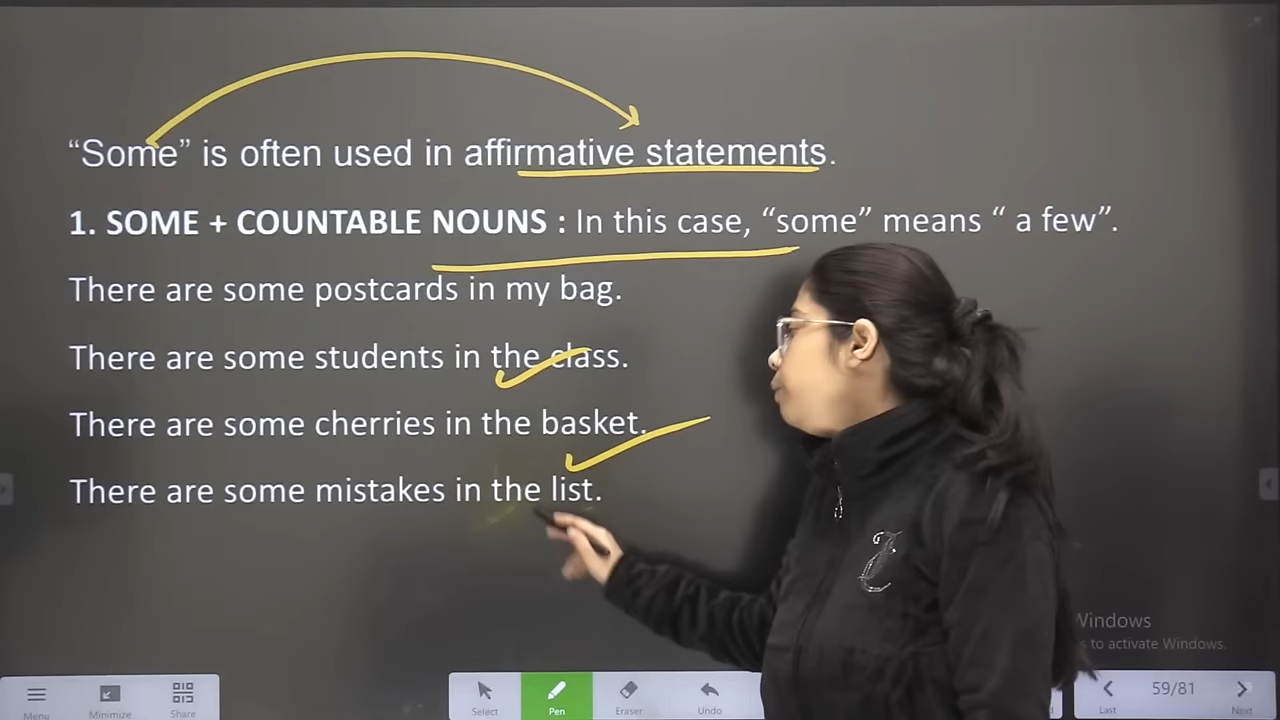 “Some” is often used in affirmative statements.
1. SOME + COUNTABLE NOUNS : In this case, “some” means “ a few”.
There are some postcards in my bag.
There are some students in the class.
There are some cherries in the basket.
There are some mistakes in the list.
Windows
s to activate Windows.
Menu
Minimize
Share
Select
Pen
Eraser
Undo
Last
59/81
Next